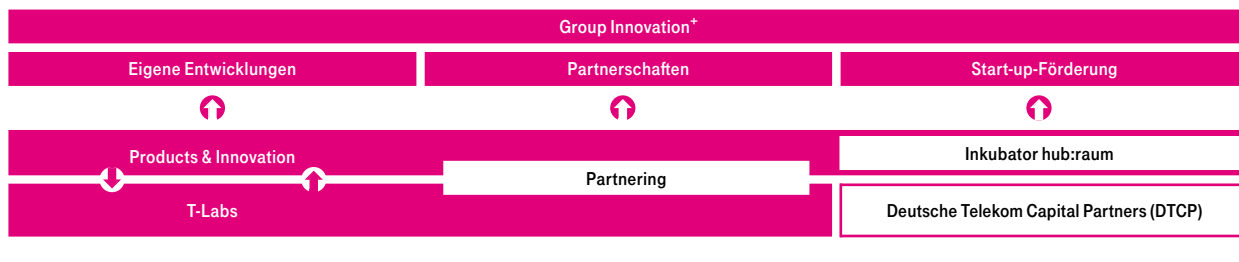 Group Innovation⁺
Eigene Entwicklungen
Partnerschaften
Start-up-Förderung
Products & Innovation
Inkubator hub:raum
Partnering
T-Labs
Deutsche Telekom Capital Partners (DTCP)